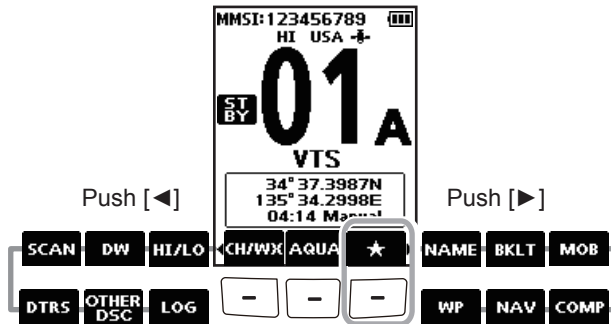 MMSI:123456789
HI USA
ST BY
01A
VTS
34°37.3987N
135°34.2998E
04:14 Manual
Push [◄]
Push [►]
SCAN DW HI/LO CH/WX AQUA ★ NAME BKLT MOB
DTRS OTHER DSC LOG - - - WP NAV COMP